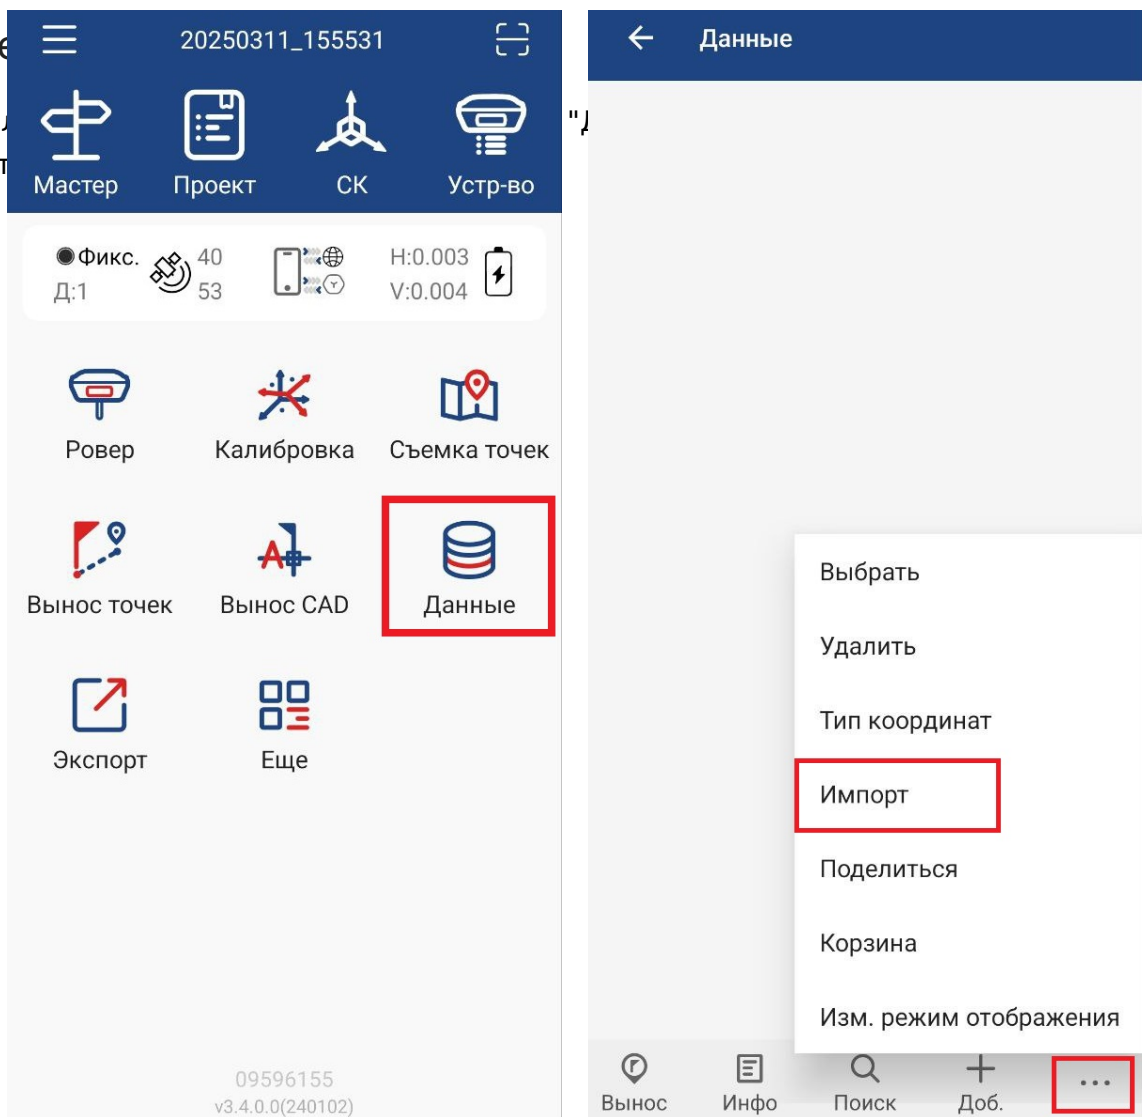 20250311_155531
Мастер Проект СК Устр-во
Фикс. 40 H:0.003
Д:1 53 V:0.004
Ровер Калибровка Съемка точек
Вынос точек Вынос CAD Данные
Экспорт Еще
09596155
v3.4.0.0(240102)
Данные
Выбрать
Удалить
Тип координат
Импорт
Поделиться
Корзина
Изм. режим отображения
Вынос Инфо Поиск Доб.